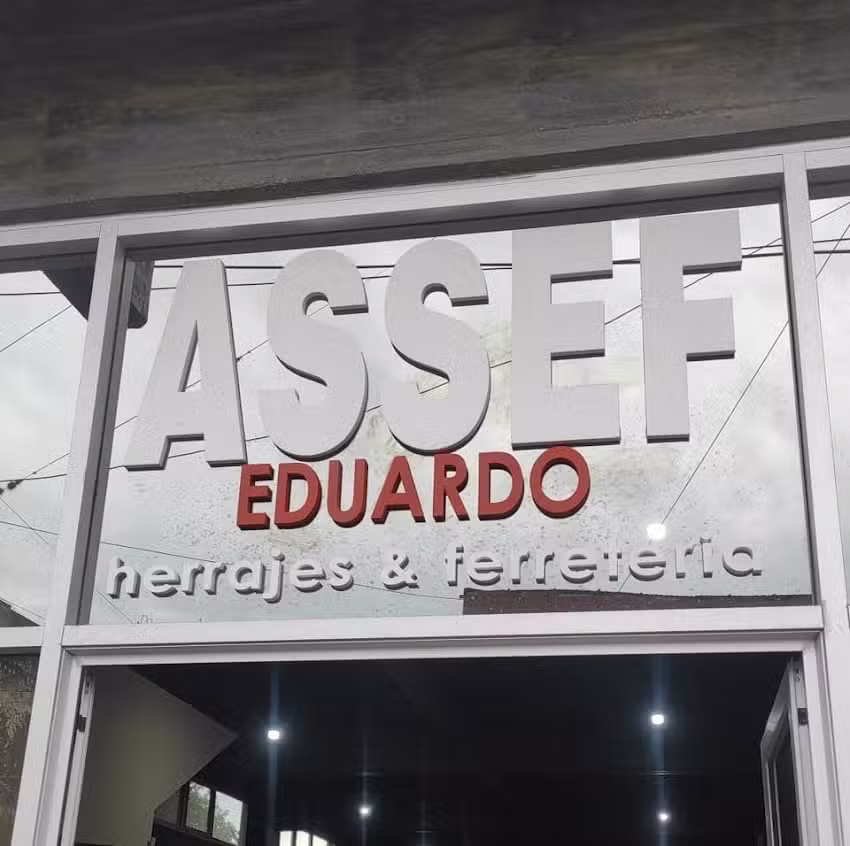 ASSEF
EDUARDO
herrajes & ferretería